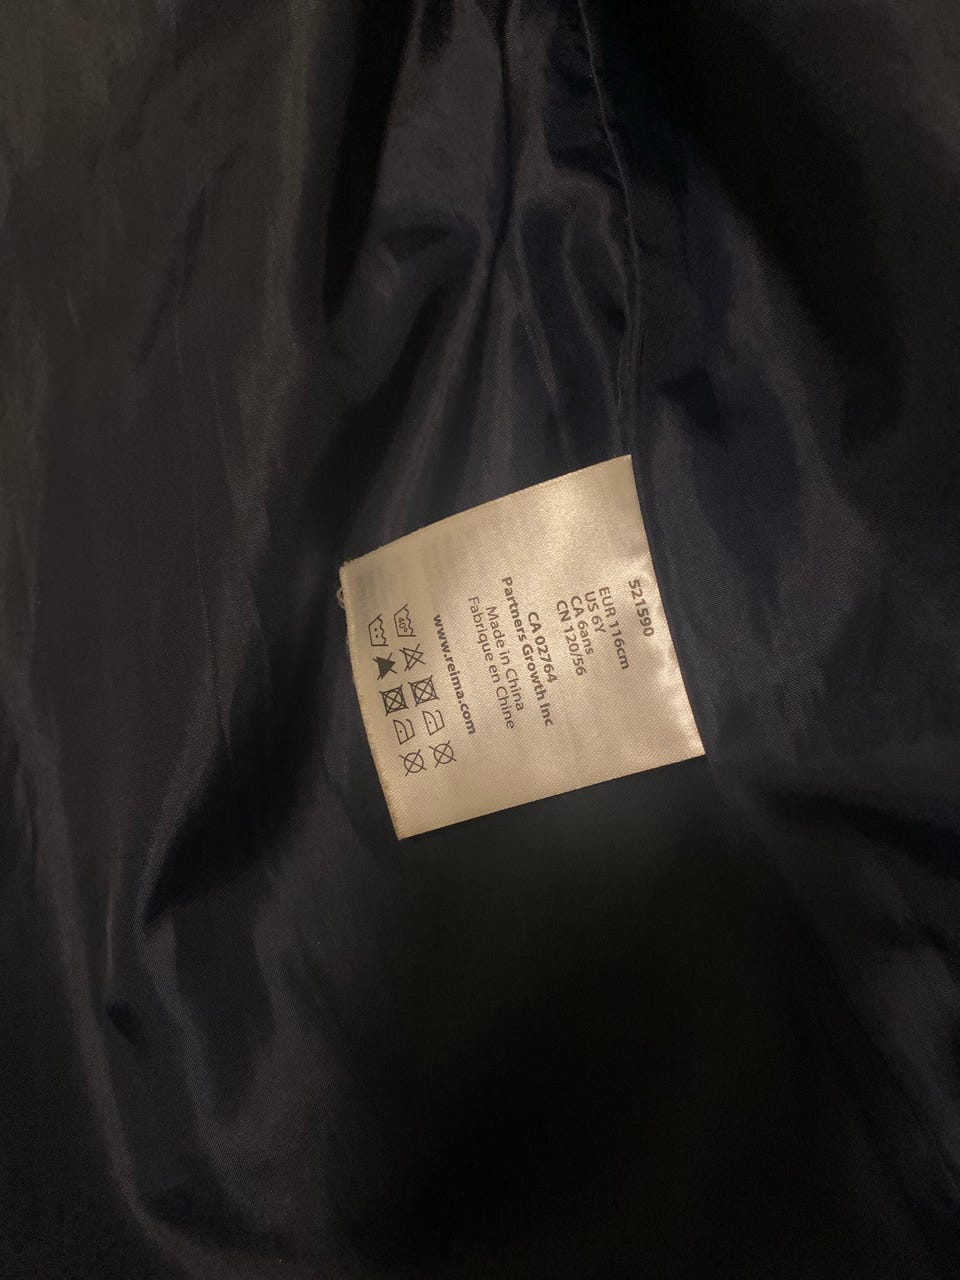 521590
EUR 116cm
US 6Y
CA 6ans
CN 120/56
CA 02764
Partners Growth Inc
Made in China
Fabrique en Chine
www.reima.com
40°